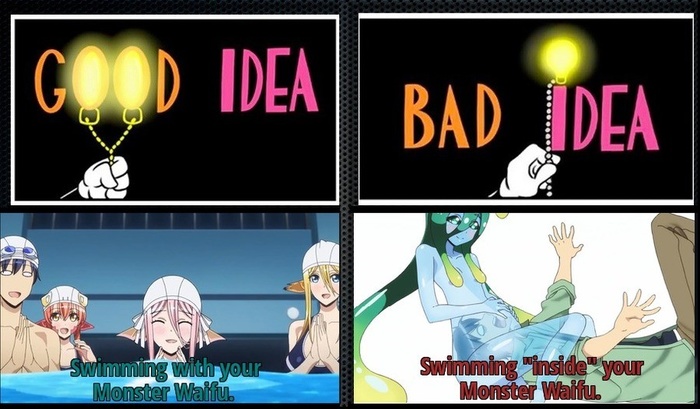 GOOD IDEA
BAD IDEA
Swimming with your
Monster Waifu.
Swimming "inside" your
Monster Waifu.